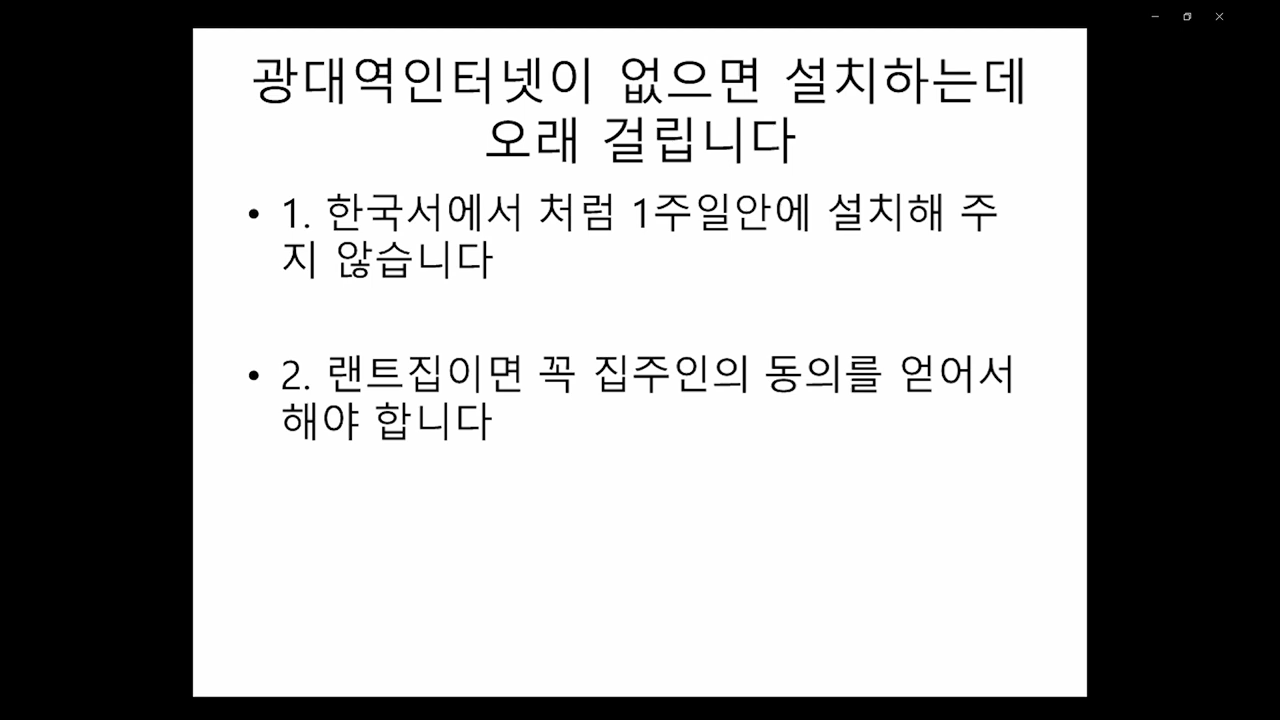 광대역인터넷이 없으면 설치하는데
오래 걸립니다
• 1. 한국서에서 처럼 1주일안에 설치해 주
지 않습니다
• 2. 랜트집이면 꼭 집주인의 동의를 얻어서
해야 합니다